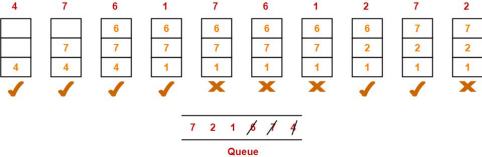 4 7 6 1 7 6 1 2 7 2
6 6 6 6 6 6 7 7
7 7 7 7 7 7 2 2 2
4 4 4 1 1 1 1 1 1 1
7 2 1 6 7 4
Queue